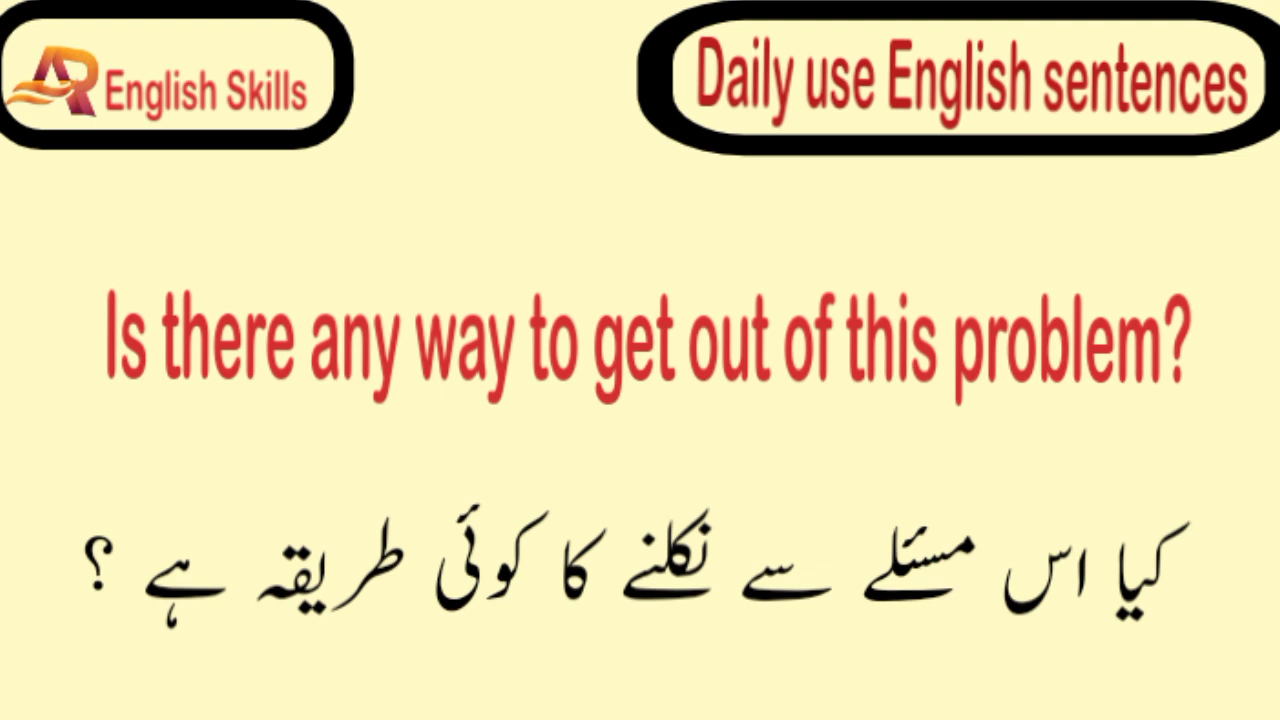 AR English Skills
Daily use English sentences
Is there any way to get out of this problem?
کیا اس مسئلے سے نکلنے کا کوئی طریقہ ہے ؟